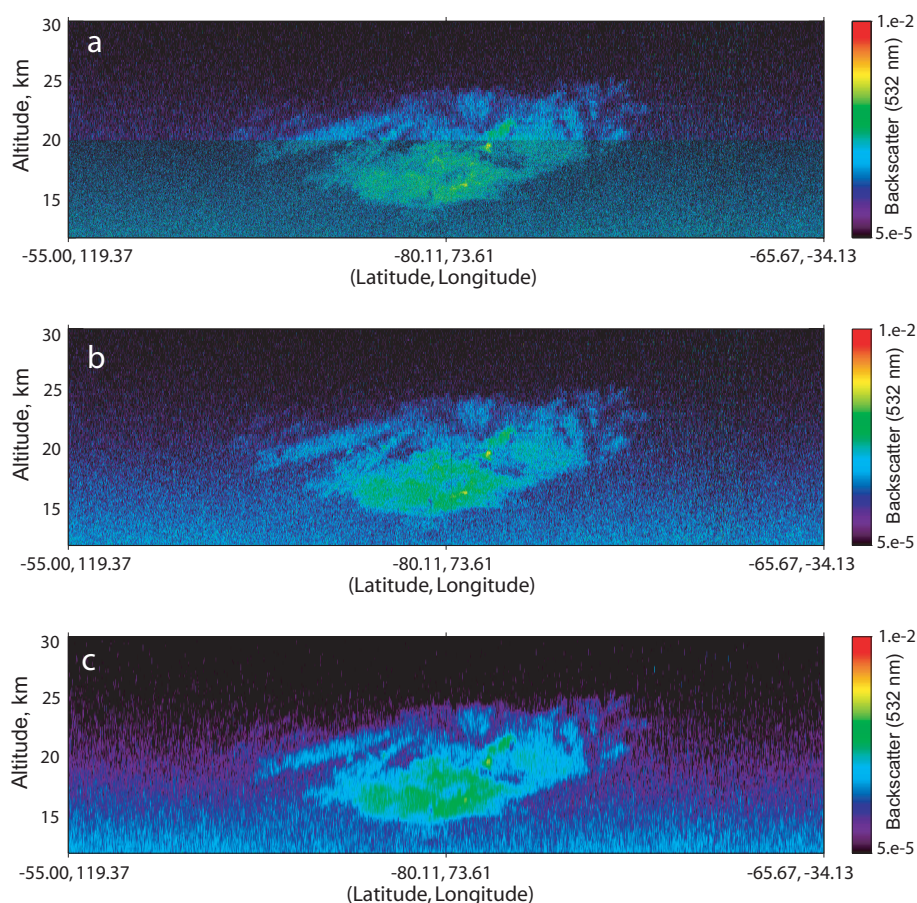 a
30
25
20
15
Altitude, km
-55.00, 119.37
-80.11, 73.61
-65.67, -34.13
(Latitude, Longitude)
1.e-2
5.e-5
Backscatter (532 nm)
b
30
25
20
15
Altitude, km
-55.00, 119.37
-80.11, 73.61
-65.67, -34.13
(Latitude, Longitude)
1.e-2
5.e-5
Backscatter (532 nm)
c
30
25
20
15
Altitude, km
-55.00, 119.37
-80.11, 73.61
-65.67, -34.13
(Latitude, Longitude)
1.e-2
5.e-5
Backscatter (532 nm)